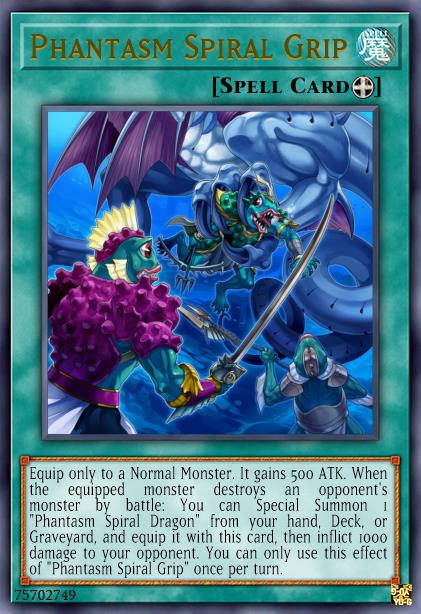 PHANTASM SPIRAL GRIP
SPELL
魔
[SPELL CARD]
Equip only to a Normal Monster. It gains 500 ATK. When
the equipped monster destroys an opponent's
monster by battle: You can Special Summon 1
"Phantasm Spiral Dragon" from your hand, Deck, or
Graveyard, and equip it with this card, then inflict 1000
damage to your opponent. You can only use this effect
of "Phantasm Spiral Grip" once per turn.
75702749